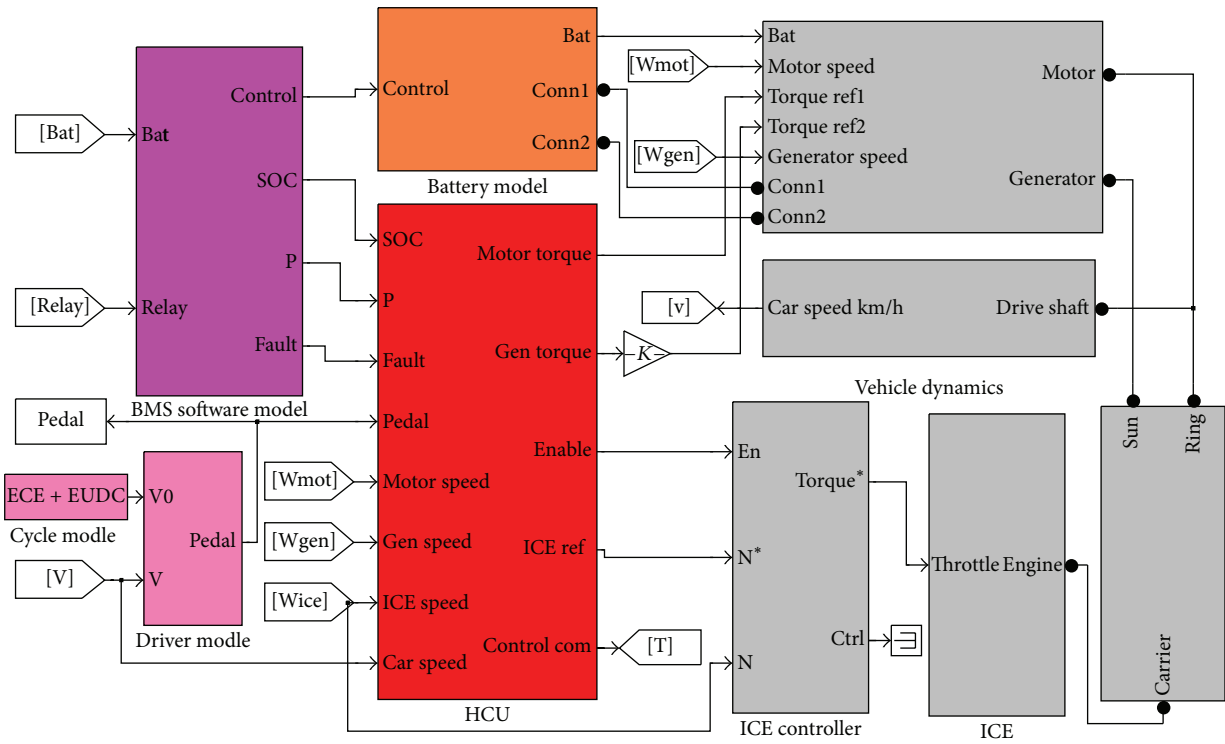 [Bat]
[Relay]
Bat
Relay
Control
SOC
P
Fault
BMS software model
Control
Bat
Conn1
Conn2
Battery model
[Wmot]
[Wgen]
Bat
Motor speed
Torque ref1
Torque ref2
Generator speed
Conn1
Conn2
Motor
Generator
[v]
Car speed km/h
Drive shaft
Vehicle dynamics
Pedal
ECE + EUDC
Cycle modle
[V]
V0
V
Pedal
Driver modle
[Wmot]
[Wgen]
[Wice]
SOC
P
Fault
Pedal
Motor speed
Gen speed
ICE speed
Car speed
Motor torque
Gen torque
Enable
ICE ref
Control com
HCU
–K–
[T]
En
N*
N
Torque*
Ctrl
ICE controller
Throttle Engine
ICE
Sun
Ring
Carrier